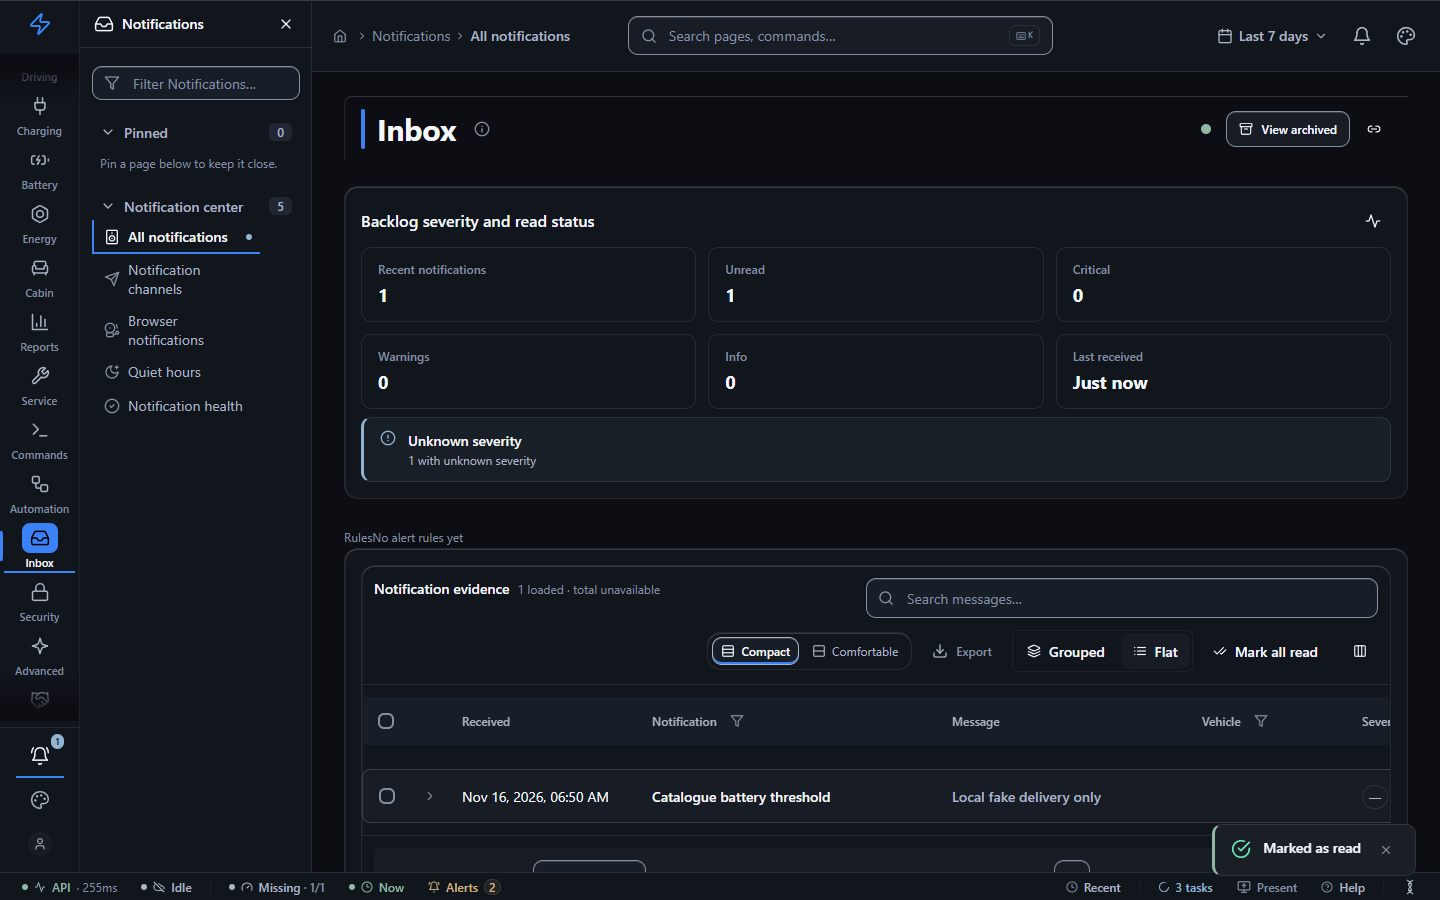 Notifications
Driving
Charging
Battery
Energy
Cabin
Reports
Service
Commands
Automation
Inbox
Security
Advanced
1
Filter Notifications...
Pinned
0
Pin a page below to keep it close.
Notification center
5
All notifications
Notification channels
Browser notifications
Quiet hours
Notification health
Notifications
All notifications
Search pages, commands...
K
Last 7 days
Inbox
View archived
Backlog severity and read status
Recent notifications
1
Unread
1
Critical
0
Warnings
0
Info
0
Last received
Just now
Unknown severity
1 with unknown severity
RulesNo alert rules yet
Notification evidence
1 loaded · total unavailable
Search messages...
Compact
Comfortable
Export
Grouped
Flat
Mark all read
Received
Notification
Message
Vehicle
Sever
Nov 16, 2026, 06:50 AM
Catalogue battery threshold
Local fake delivery only
—
Marked as read
API · 255ms
Idle
Missing · 1/1
Now
Alerts 2
Recent
3 tasks
Present
Help